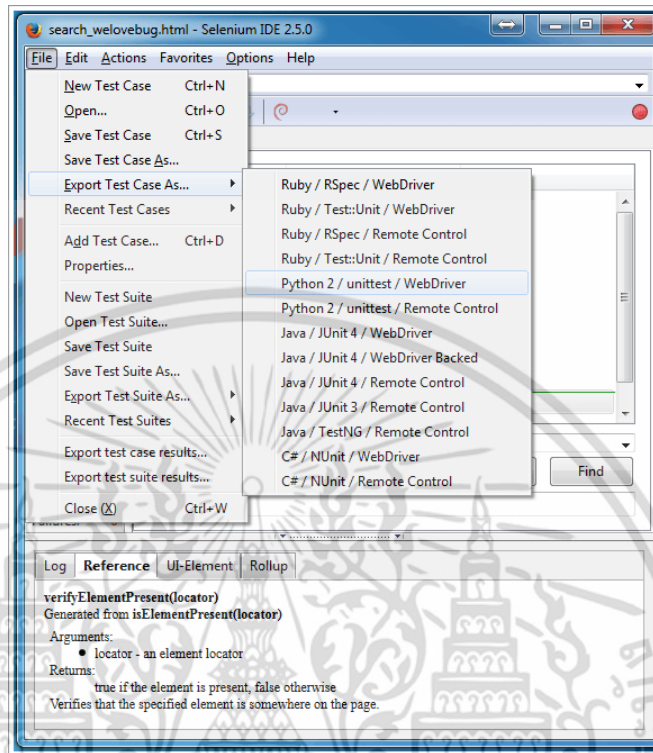 search_welovebug.html - Selenium IDE 2.5.0
File Edit Actions Favorites Options Help
New Test Case Ctrl+N
Open... Ctrl+O
Save Test Case Ctrl+S
Save Test Case As...
Export Test Case As...
Recent Test Cases
Add Test Case... Ctrl+D
Properties...
New Test Suite
Open Test Suite...
Save Test Suite
Save Test Suite As...
Export Test Suite As...
Recent Test Suites
Export test case results...
Export test suite results...
Close (X) Ctrl+W
Ruby / RSpec / WebDriver
Ruby / Test::Unit / WebDriver
Ruby / RSpec / Remote Control
Ruby / Test::Unit / Remote Control
Python 2 / unittest / WebDriver
Python 2 / unittest / Remote Control
Java / JUnit 4 / WebDriver
Java / JUnit 4 / WebDriver Backed
Java / JUnit 4 / Remote Control
Java / JUnit 3 / Remote Control
Java / TestNG / Remote Control
C# / NUnit / WebDriver
C# / NUnit / Remote Control
Find
Log Reference UI-Element Rollup
verifyElementPresent(locator)
Generated from isElementPresent(locator)
Arguments:
• locator - an element locator
Returns:
true if the element is present, false otherwise
Verifies that the specified element is somewhere on the page.